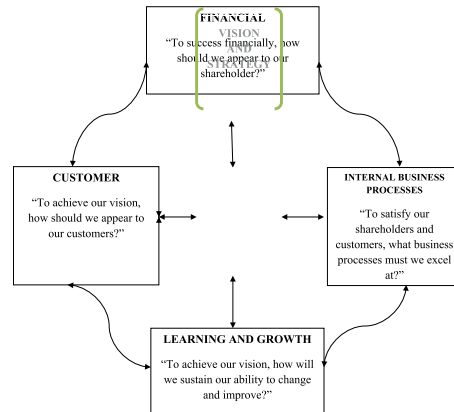 FINANCIAL
“To success financially, how
should we appear to our
shareholder?”
VISION
AND
STRATEGY
CUSTOMER
“To achieve our vision,
how should we appear to
our customers?”
INTERNAL BUSINESS
PROCESSES
“To satisfy our
shareholders and
customers, what business
processes must we excel
at?”
LEARNING AND GROWTH
“To achieve our vision, how will
we sustain our ability to change
and improve?”